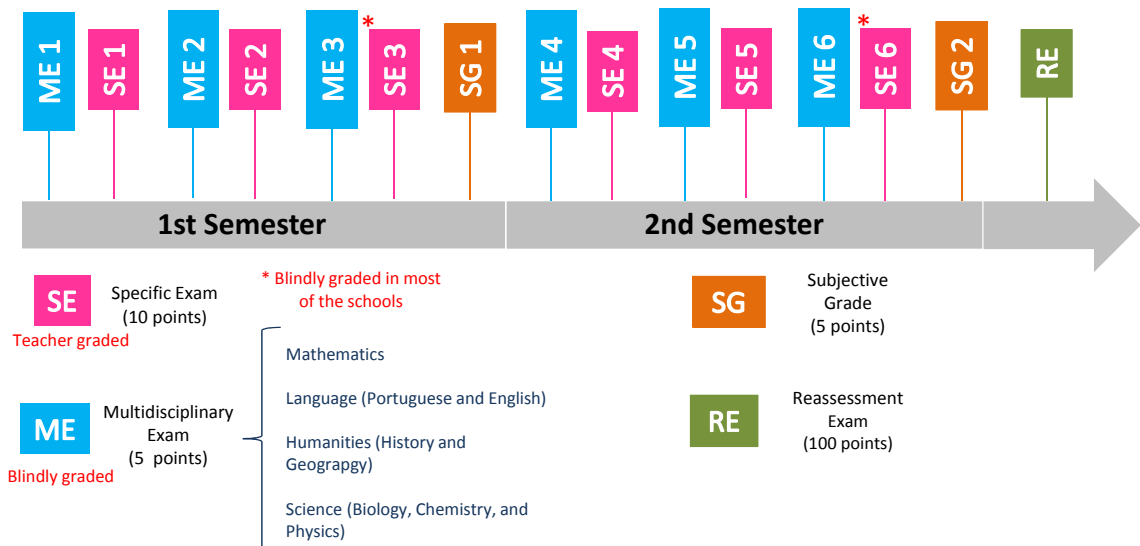 ME 1
SE 1
ME 2
SE 2
ME 3
*
SE 3
SG 1
ME 4
SE 4
ME 5
SE 5
ME 6
*
SE 6
SG 2
RE
1st Semester
2nd Semester
SE
Specific Exam
(10 points)
Teacher graded
* Blindly graded in most
of the schools
SG
Subjective
Grade
(5 points)
ME
Multidisciplinary
Exam
(5 points)
Blindly graded
Mathematics
Language (Portuguese and English)
Humanities (History and
Geograpgy)
Science (Biology, Chemistry, and
Physics)
RE
Reassessment
Exam
(100 points)